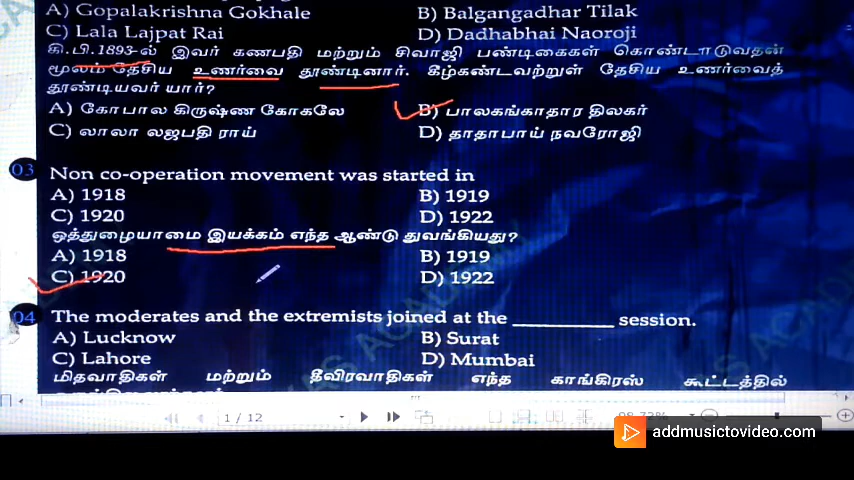 A) Gopalakrishna Gokhale B) Balgangadhar Tilak
C) Lala Lajpat Rai D) Dadhabhai Naoroji
கி.பி.1893-ல் இவர் கணபதி மற்றும் சிவாஜி பண்டிகைகள் கொண்டாடுவதன்
மூலம் தேசிய உணர்வை தூண்டினார். கீழ்கண்டவற்றுள் தேசிய உணர்வைத்
தூண்டியவர் யார்?
A) கோபால கிருஷ்ண கோகலே B) பாலகங்காதார திலகர்
C) லாலா லஜபதி ராய் D) தாதாபாய் நவரோஜி
03 Non co-operation movement was started in
A) 1918 B) 1919
C) 1920 D) 1922
ஒத்துழையாமை இயக்கம் எந்த ஆண்டு துவங்கியது?
A) 1918 B) 1919
C) 1920 D) 1922
04 The moderates and the extremists joined at the __________ session.
A) Lucknow B) Surat
C) Lahore D) Mumbai
மிதவாதிகள் மற்றும் தீவிரவாதிகள் எந்த காங்கிரஸ் கூட்டத்தில்
1 / 12
addmusictovideo.com